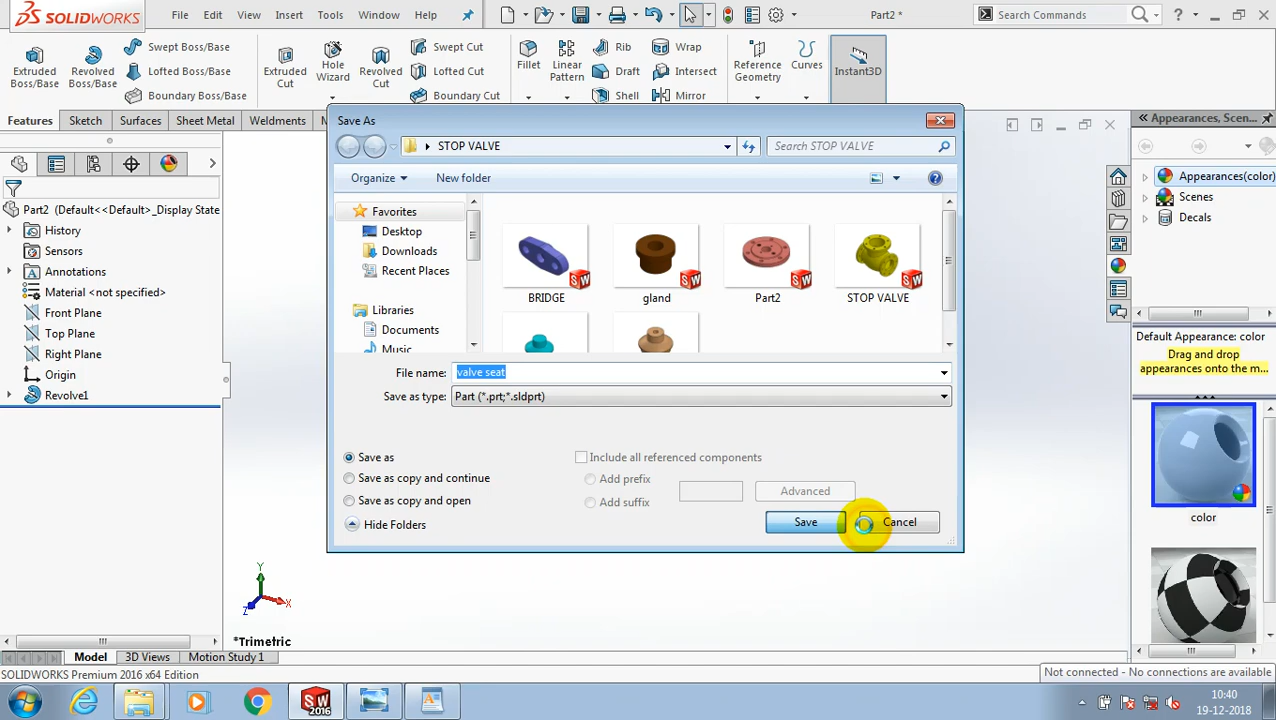 SOLIDWORKS File Edit View Insert Tools Window Help Part2 * Search Commands ?
Extruded Boss/Base
Revolved Boss/Base
Swept Boss/Base
Lofted Boss/Base
Boundary Boss/Base
Extruded Cut
Hole Wizard
Revolved Cut
Swept Cut
Lofted Cut
Boundary Cut
Fillet
Linear Pattern
Rib
Draft
Shell
Wrap
Intersect
Mirror
Reference Geometry
Curves
Instant3D
Features Sketch Surfaces Sheet Metal Weldments
Part2 (Default<<Default>_Display State
History
Sensors
Annotations
Material <not specified>
Front Plane
Top Plane
Right Plane
Origin
Revolve1
Save As
STOP VALVE
Search STOP VALVE
Organize
New folder
Favorites
Desktop
Downloads
Recent Places
Libraries
Documents
Music
BRIDGE gland Part2 STOP VALVE
File name: valve seat
Save as type: Part (*.prt;*.sldprt)
Save as
Save as copy and continue
Save as copy and open
Include all referenced components
Add prefix
Add suffix
Advanced
Hide Folders
Save
Cancel
Appearances, Scen...
Appearances(color)
Scenes
Decals
Default Appearance: color
Drag and drop
appearances onto the m...
color
Y
X
Z
*Trimetric
Model 3D Views Motion Study 1
SOLIDWORKS Premium 2016 x64 Edition
Not connected - No connections are available
SW
2016
10:40
19-12-2018